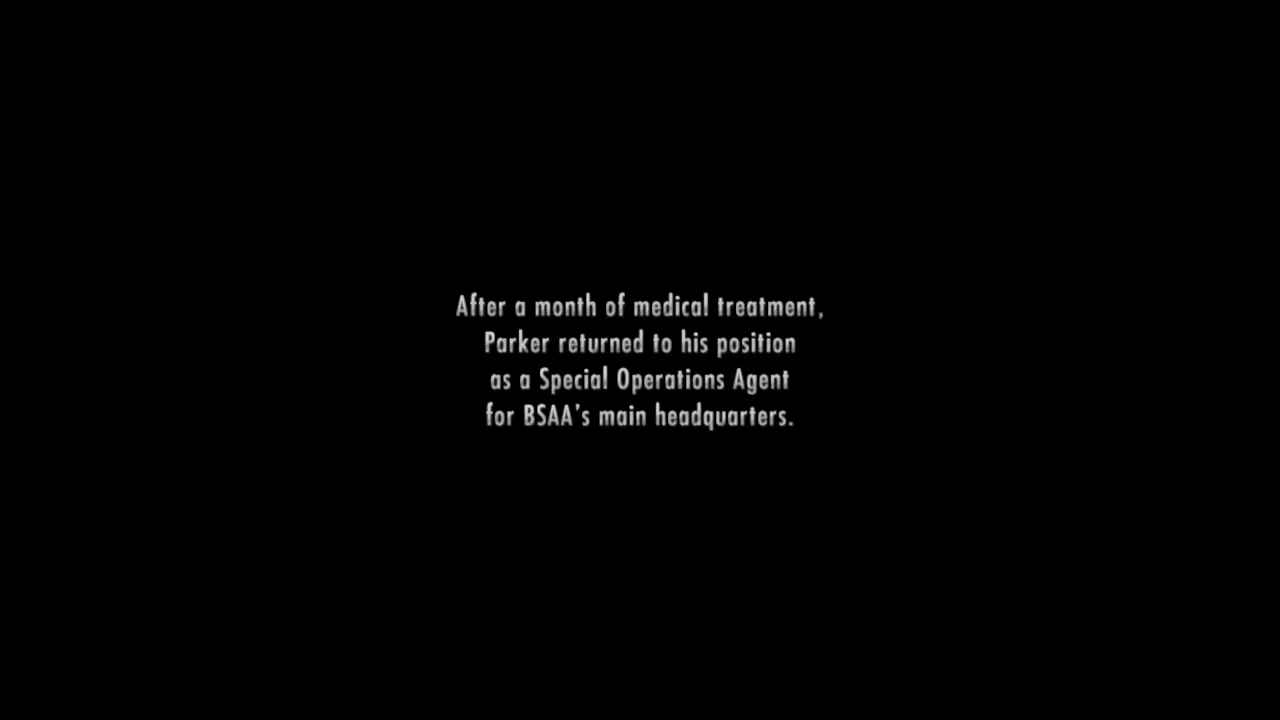 After a month of medical treatment,
Parker returned to his position
as a Special Operations Agent
for BSAA's main headquarters.